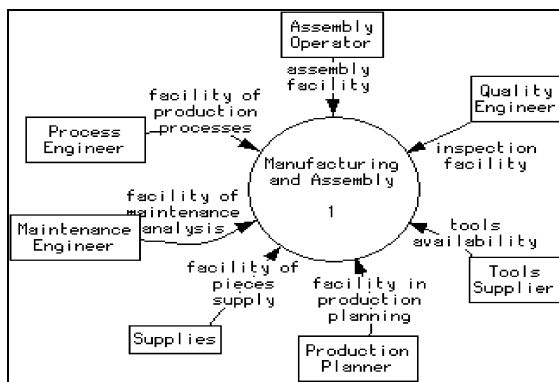 Assembly
Operator
assembly
facility
Quality
Engineer
inspection
facility
facility of
production
processes
Process
Engineer
Manufacturing
and Assembly
1
facility of
maintenance
analysis
Maintenance
Engineer
tools
availability
Tools
Supplier
facility of
pieces
supply
Supplies
facility in
production
planning
Production
Planner